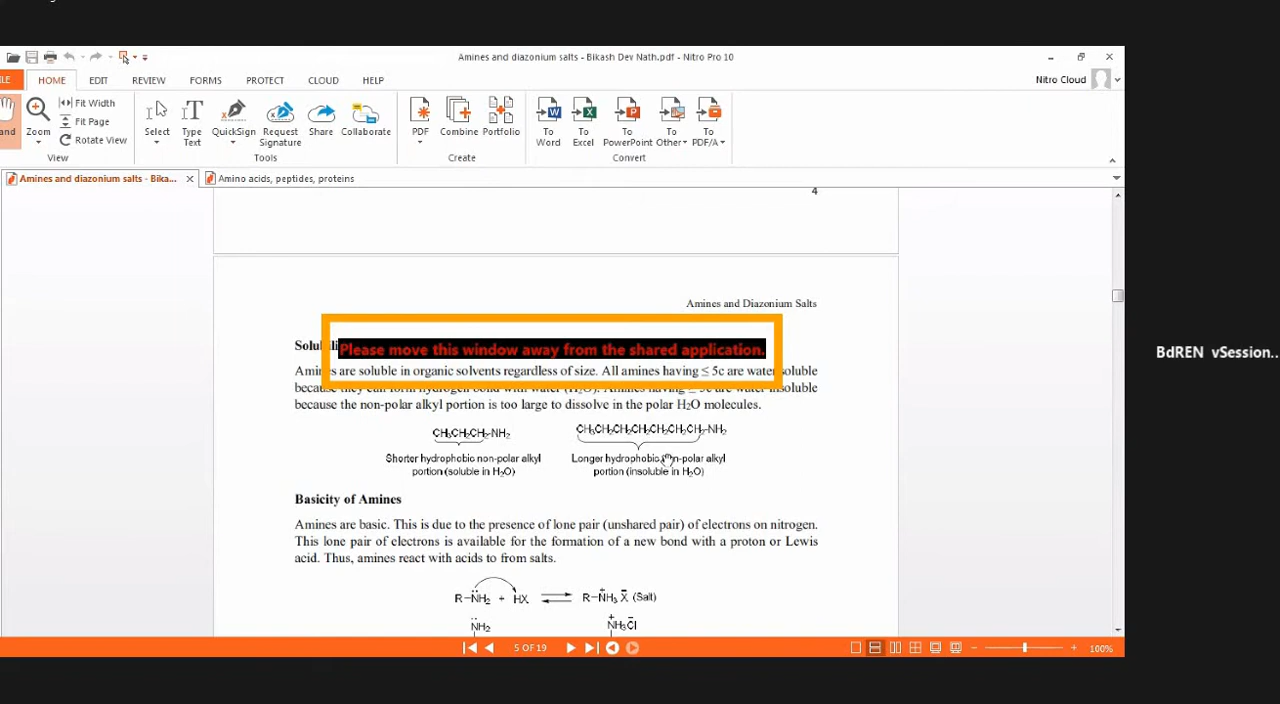 Amines and diazonium salts - Bikash Dev Nath.pdf - Nitro Pro 10
HOME EDIT REVIEW FORMS PROTECT CLOUD HELP
Nitro Cloud
Zoom
Fit Width
Fit Page
Rotate View
View
Select
Type Text
QuickSign
Request Signature
Share
Collaborate
Tools
PDF
Combine
Portfolio
Create
To Word
To Excel
To PowerPoint
To Other
To PDF/A
Convert
Amines and diazonium salts - Bika...
Amino acids, peptides, proteins
4
Amines and Diazonium Salts
Please move this window away from the shared application.
Amines are soluble in organic solvents regardless of size. All amines having ≤ 5c are water soluble
because the non-polar alkyl portion is too large to dissolve in the polar H2O molecules.
CH3CH2CH2-NH2
CH3CH2CH2CH2CH2CH2CH2CH2-NH2
Shorter hydrophobic non-polar alkyl
portion (soluble in H2O)
Longer hydrophobic non-polar alkyl
portion (insoluble in H2O)
Basicity of Amines
Amines are basic. This is due to the presence of lone pair (unshared pair) of electrons on nitrogen.
This lone pair of electrons is available for the formation of a new bond with a proton or Lewis
acid. Thus, amines react with acids to from salts.
R-NH2 + HX R-NH3 X (Salt)
NH2 NH3Cl
5 OF 19
100%
BdREN vSession..